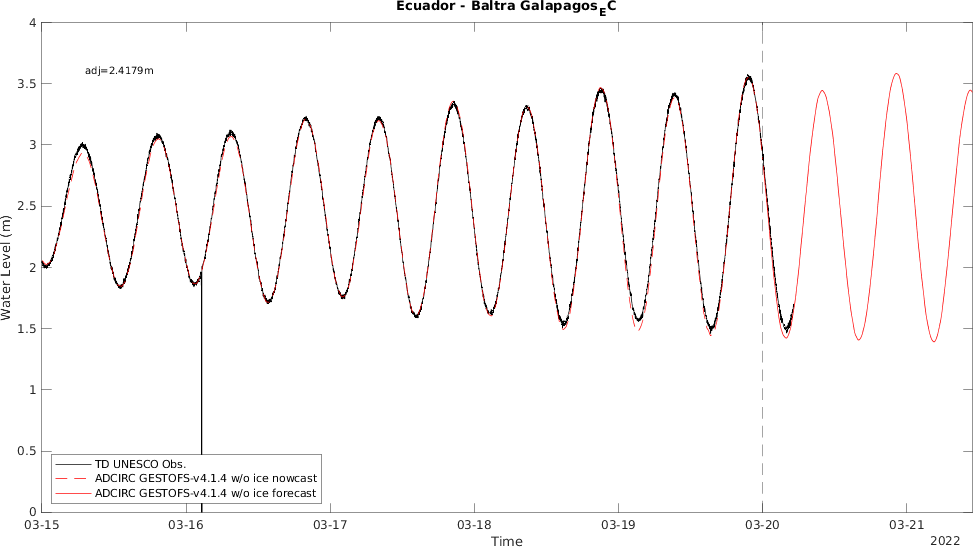 Ecuador - Baltra Galapagos_EC
4
adj=2.4179m
3.5
3
2.5
2
1.5
1
0.5
0
Water Level (m)
TD UNESCO Obs.
ADCIRC GESTOFS-v4.1.4 w/o ice nowcast
ADCIRC GESTOFS-v4.1.4 w/o ice forecast
03-15 03-16 03-17 03-18 03-19 03-20 03-21
Time
2022